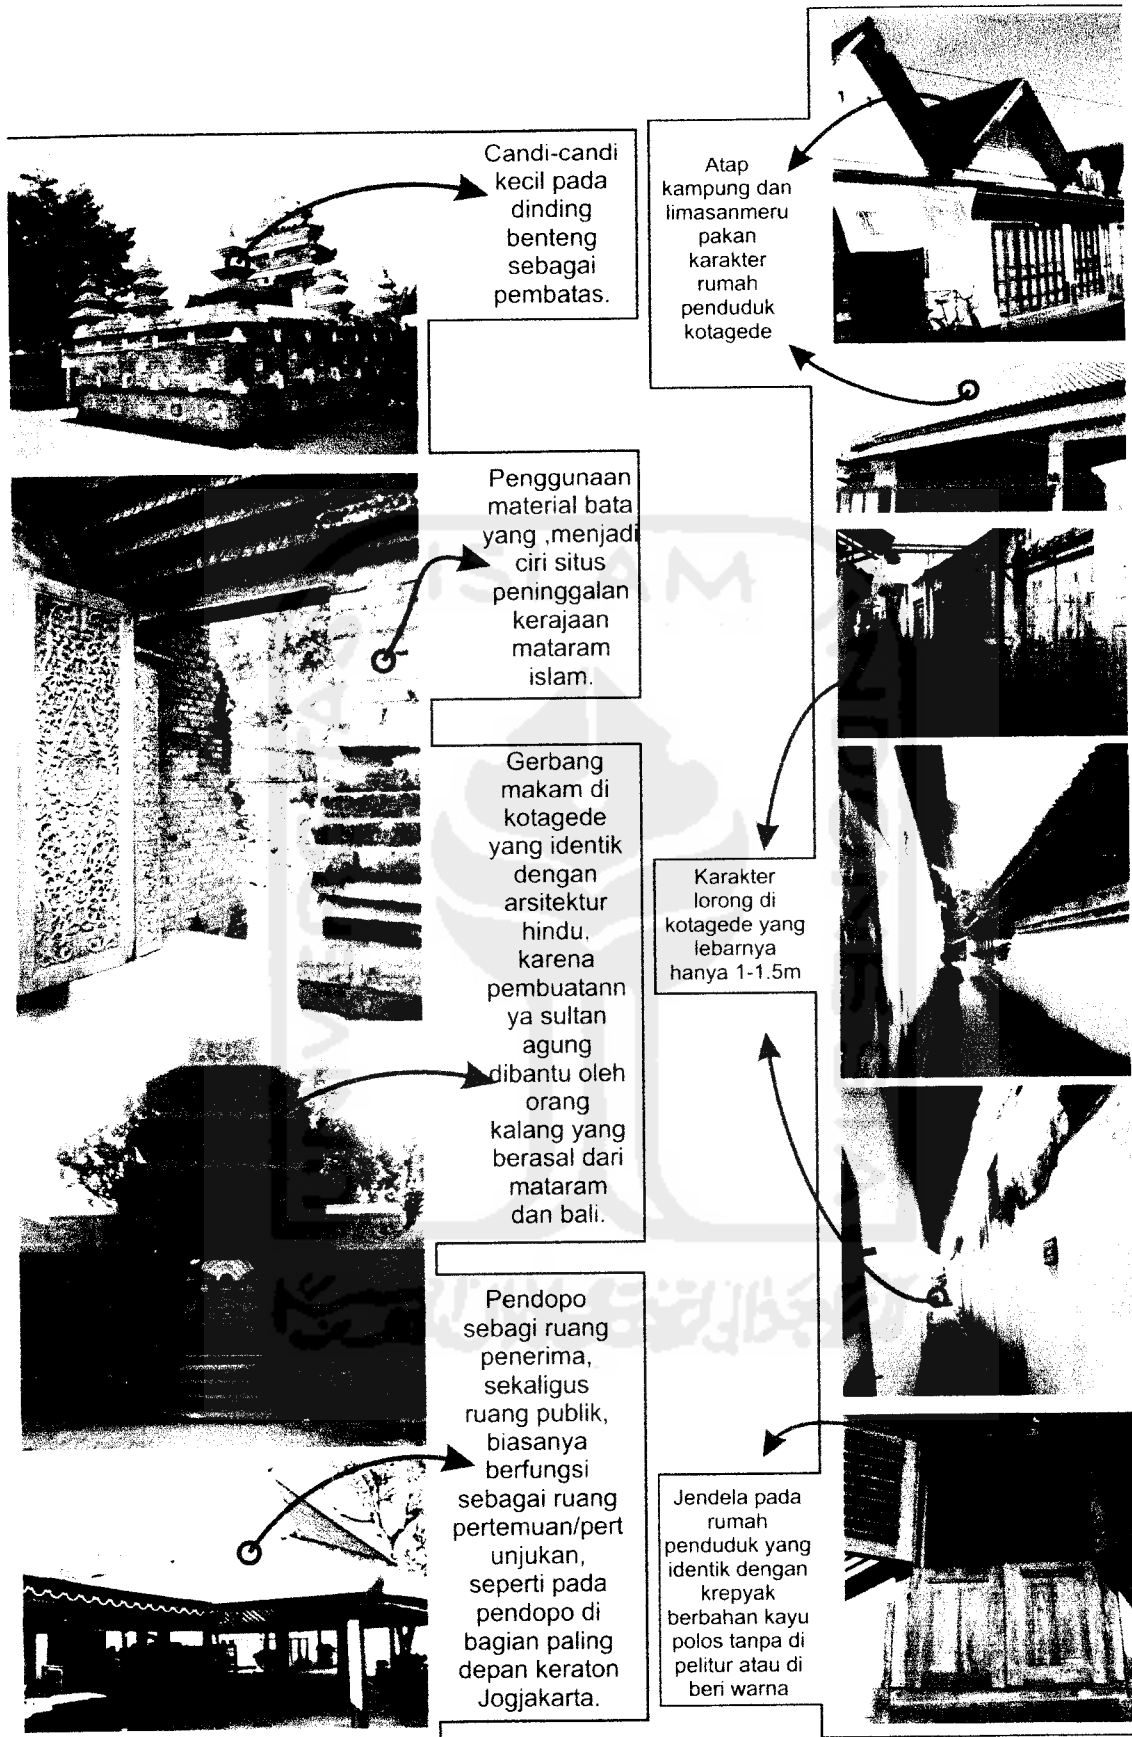 Candi-candi
kecil pada
dinding
benteng
sebagai
pembatas.
Penggunaan
material bata
yang ,menjadi
ciri situs
peninggalan
kerajaan
mataram
islam.
Gerbang
makam di
kotagede
yang identik
dengan
arsitektur
hindu,
karena
pembuatann
ya sultan
agung
dibantu oleh
orang
kalang yang
berasal dari
mataram
dan bali.
Pendopo
sebagi ruang
penerima,
sekaligus
ruang publik,
biasanya
berfungsi
sebagai ruang
pertemuan/pert
unjukan,
seperti pada
pendopo di
bagian paling
depan keraton
Jogjakarta.
Atap
kampung dan
limasanmeru
pakan
karakter
rumah
penduduk
kotagede
Karakter
lorong di
kotagede yang
lebarnya
hanya 1-1.5m
Jendela pada
rumah
penduduk yang
identik dengan
krepyak
berbahan kayu
polos tanpa di
pelitur atau di
beri warna
ISLAM
UNIVERSITAS
INDONESIA